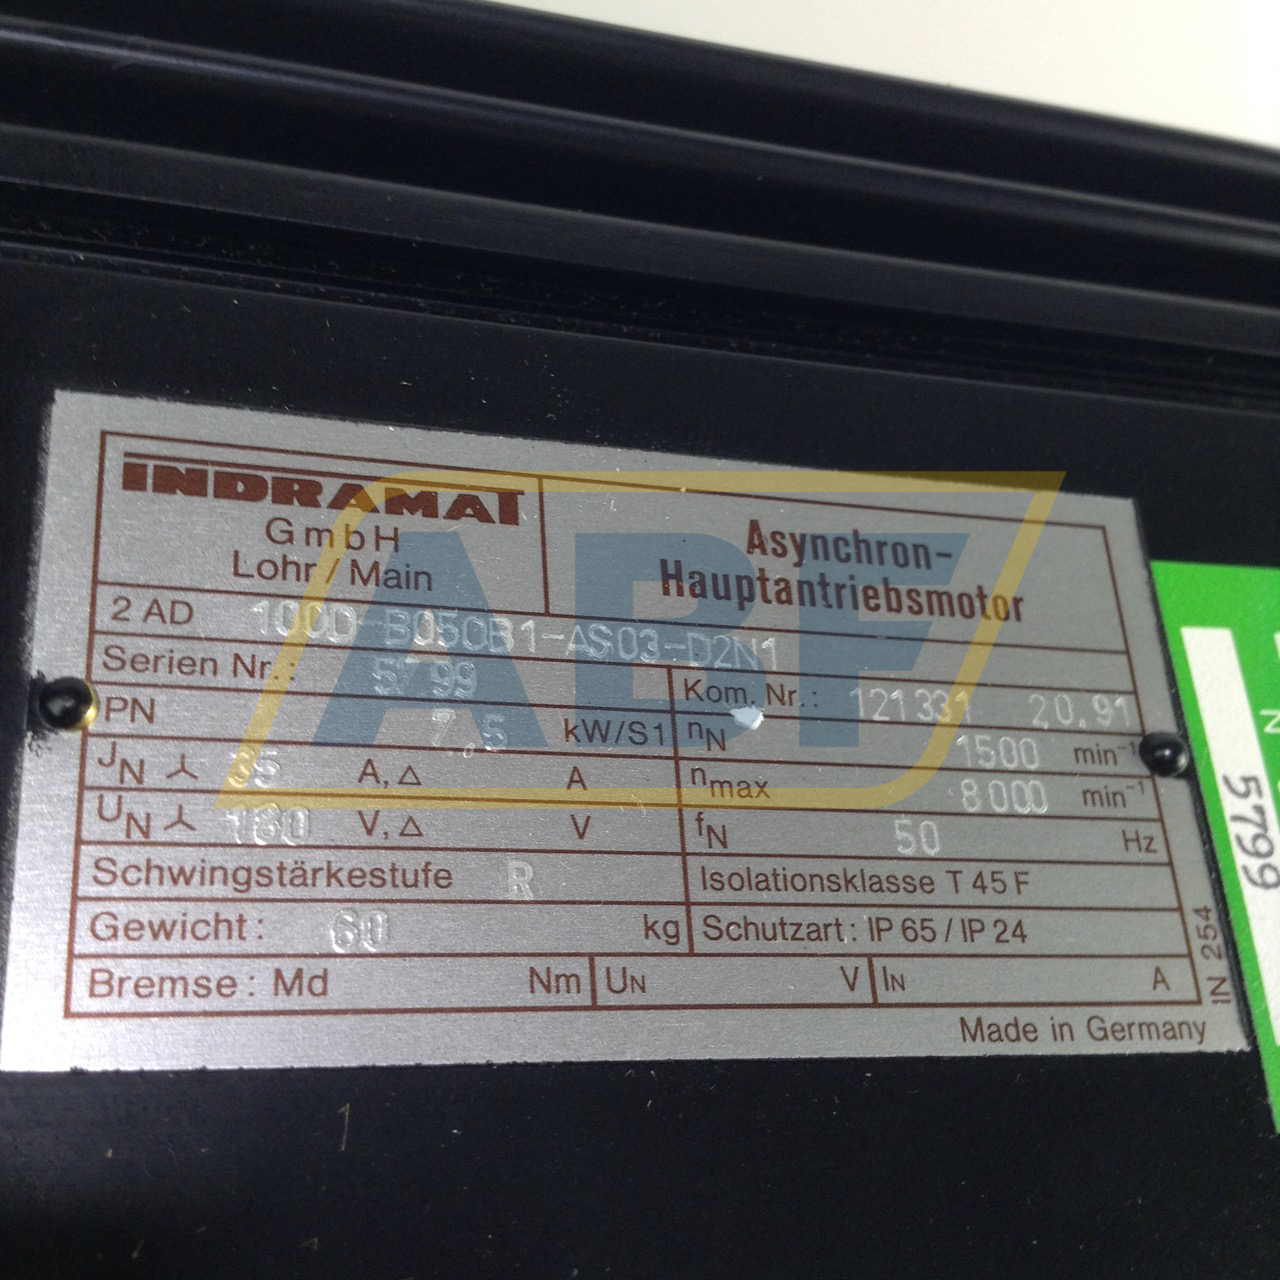 INDRAMAT
GmbH
Lohr / Main
Asynchron-
Hauptantriebsmotor
2 AD 100D-B050B1-AS03-D2N1
Serien Nr.: 5799
Kom. Nr.: 121331 20.91
PN 7,5 kW/S1
nN 1500 min⁻¹
JN ⅄ 35 A, △ A
nmax 8000 min⁻¹
UN ⅄ 180 V, △ V
fN 50 Hz
Schwingstärkestufe R
Isolationsklasse T 45 F
Gewicht: 60 kg
Schutzart: IP 65 / IP 24
Bremse: Md Nm UN V IN A
IN 254
Made in Germany
5799
ABF